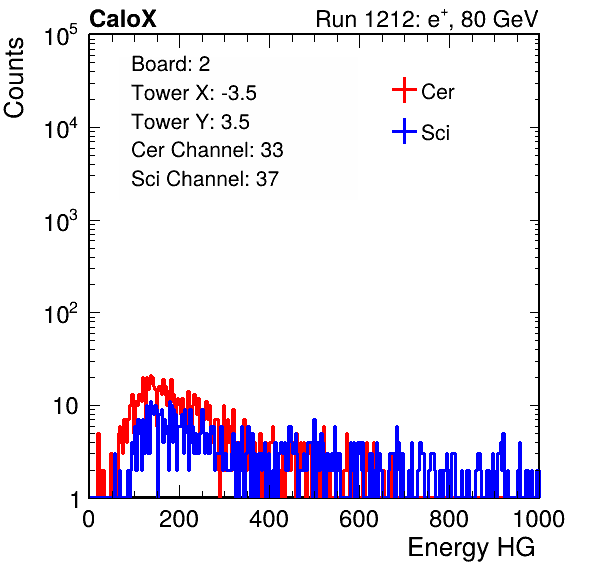 CaloX Run 1212: e⁺, 80 GeV
Counts
Board: 2
Tower X: -3.5
Tower Y: 3.5
Cer Channel: 33
Sci Channel: 37
Cer
Sci
10⁵
10⁴
10³
10²
10
1
0 200 400 600 800 1000
Energy HG